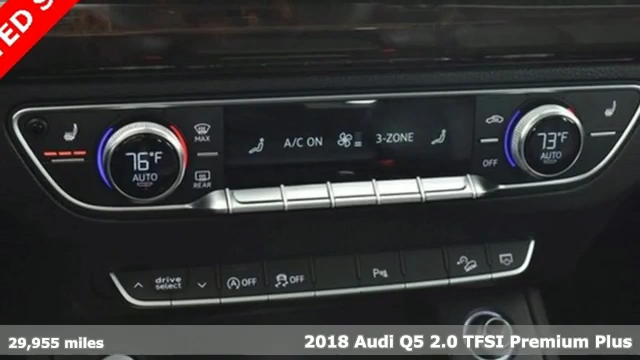 TED S
76°F
AUTO
MAX
REAR
A/C ON
3-ZONE
OFF
73°F
AUTO
drive
select
OFF
OFF
29,955 miles
2018 Audi Q5 2.0 TFSI Premium Plus